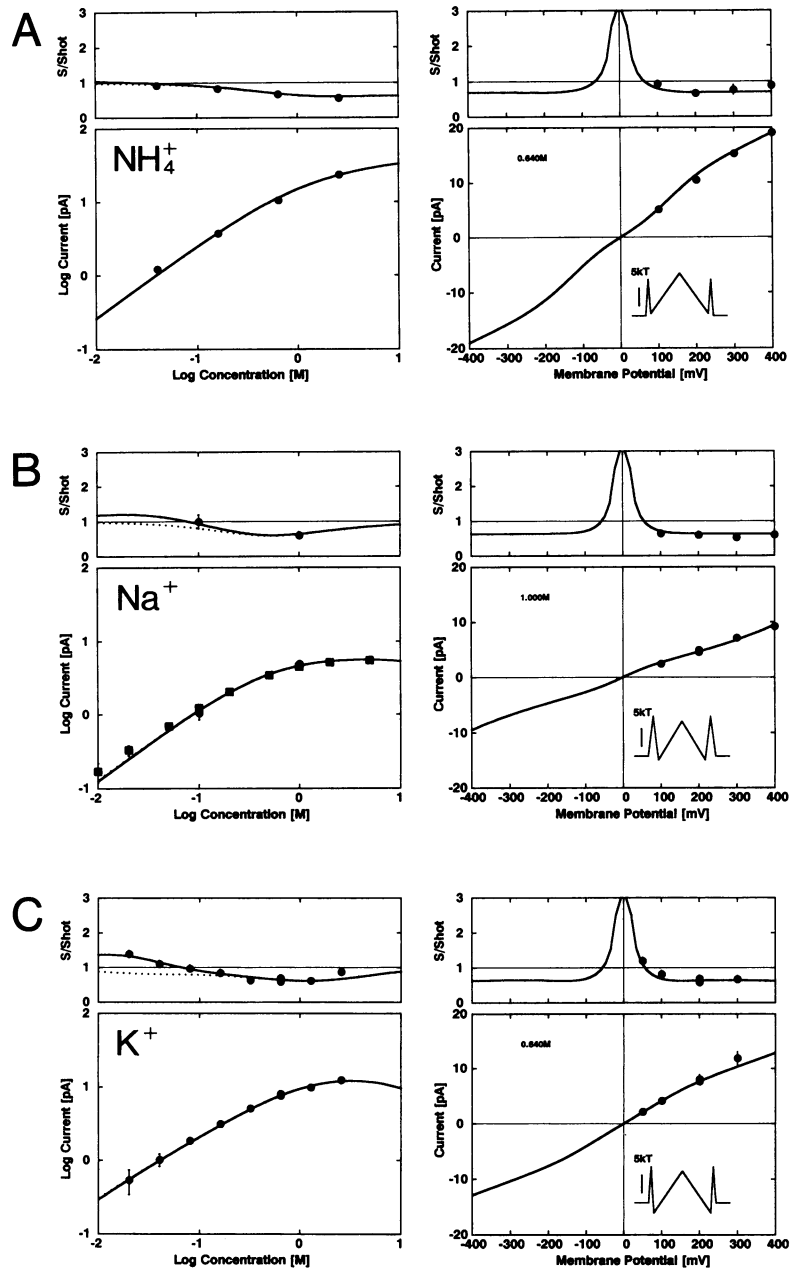 A
S/Shot
3
2
1
0
S/Shot
3
2
1
0
NH₄⁺
Log Current [pA]
2
1
0
-1
-2 -1 0 1
Log Concentration [M]
0.640M
Current [pA]
20
10
0
-10
-20
5kT
-400 -300 -200 -100 0 100 200 300 400
Membrane Potential [mV]
B
S/Shot
3
2
1
0
S/Shot
3
2
1
0
Na⁺
Log Current [pA]
2
1
0
-1
-2 -1 0 1
Log Concentration [M]
1.000M
Current [pA]
20
10
0
-10
-20
5kT
-400 -300 -200 -100 0 100 200 300 400
Membrane Potential [mV]
C
S/Shot
3
2
1
0
S/Shot
3
2
1
0
K⁺
Log Current [pA]
2
1
0
-1
-2 -1 0 1
Log Concentration [M]
0.640M
Current [pA]
20
10
0
-10
-20
5kT
-400 -300 -200 -100 0 100 200 300 400
Membrane Potential [mV]